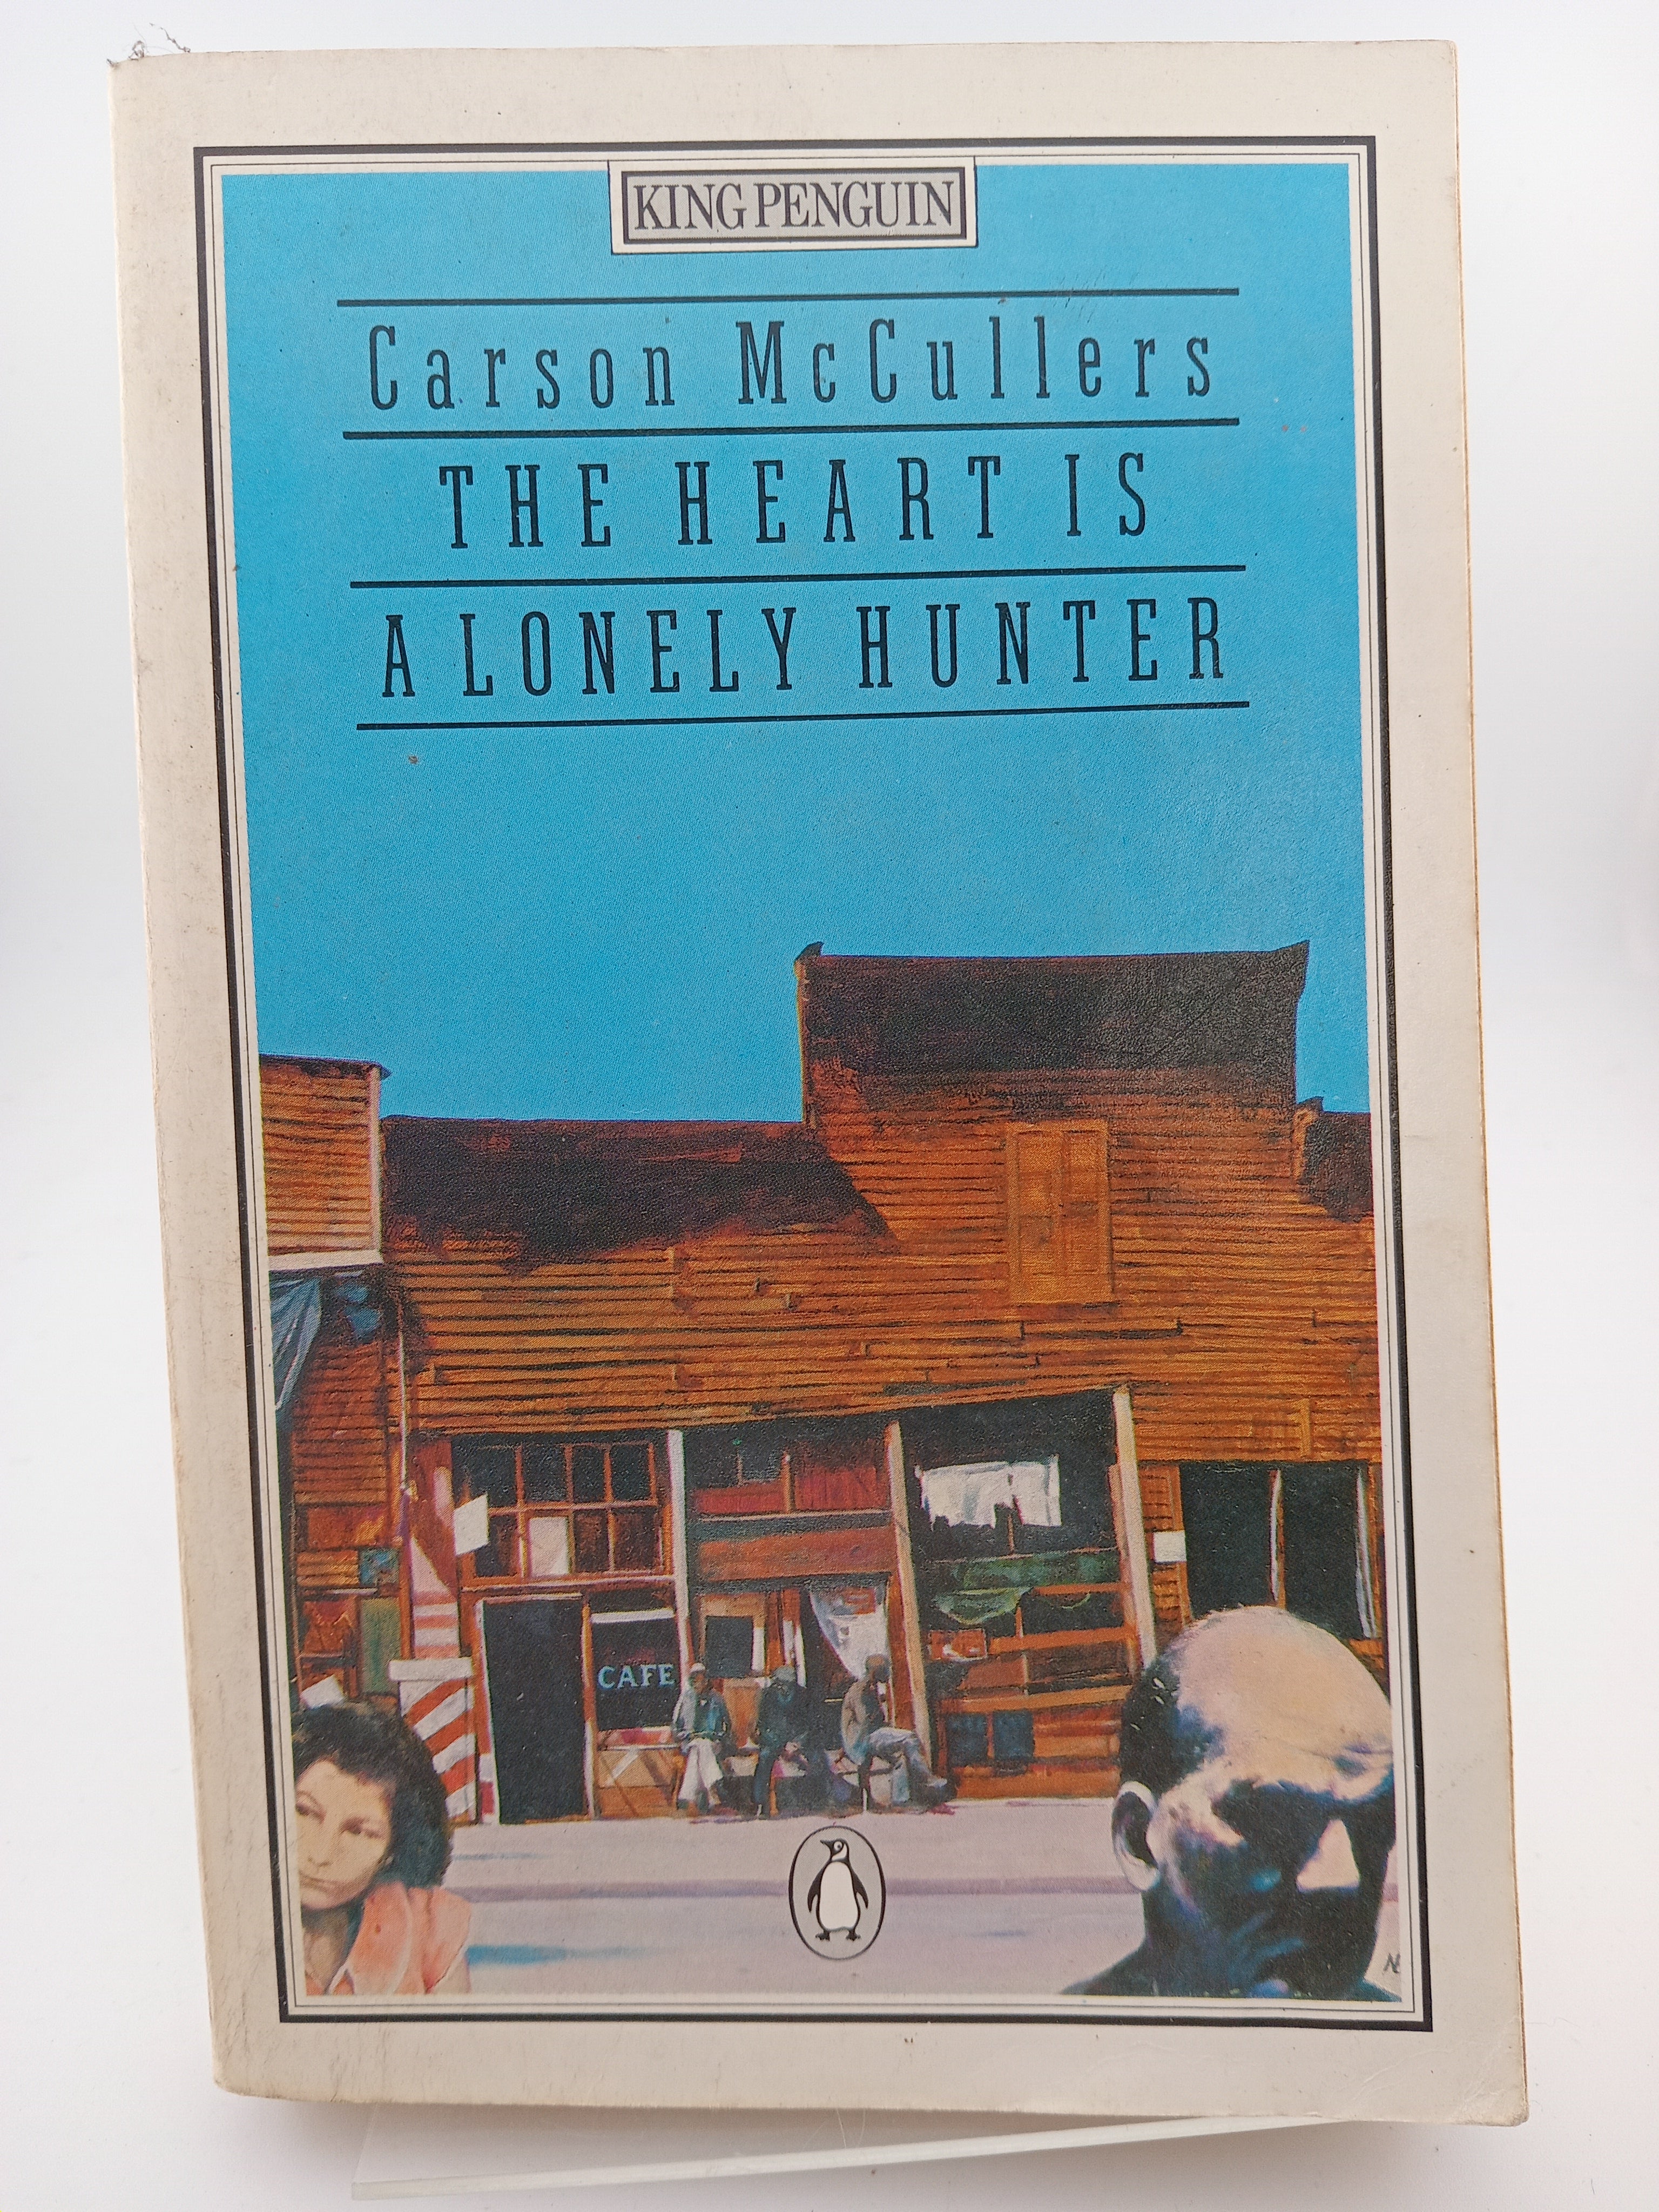 KING PENGUIN
Carson McCullers
THE HEART IS
A LONELY HUNTER
CAFE